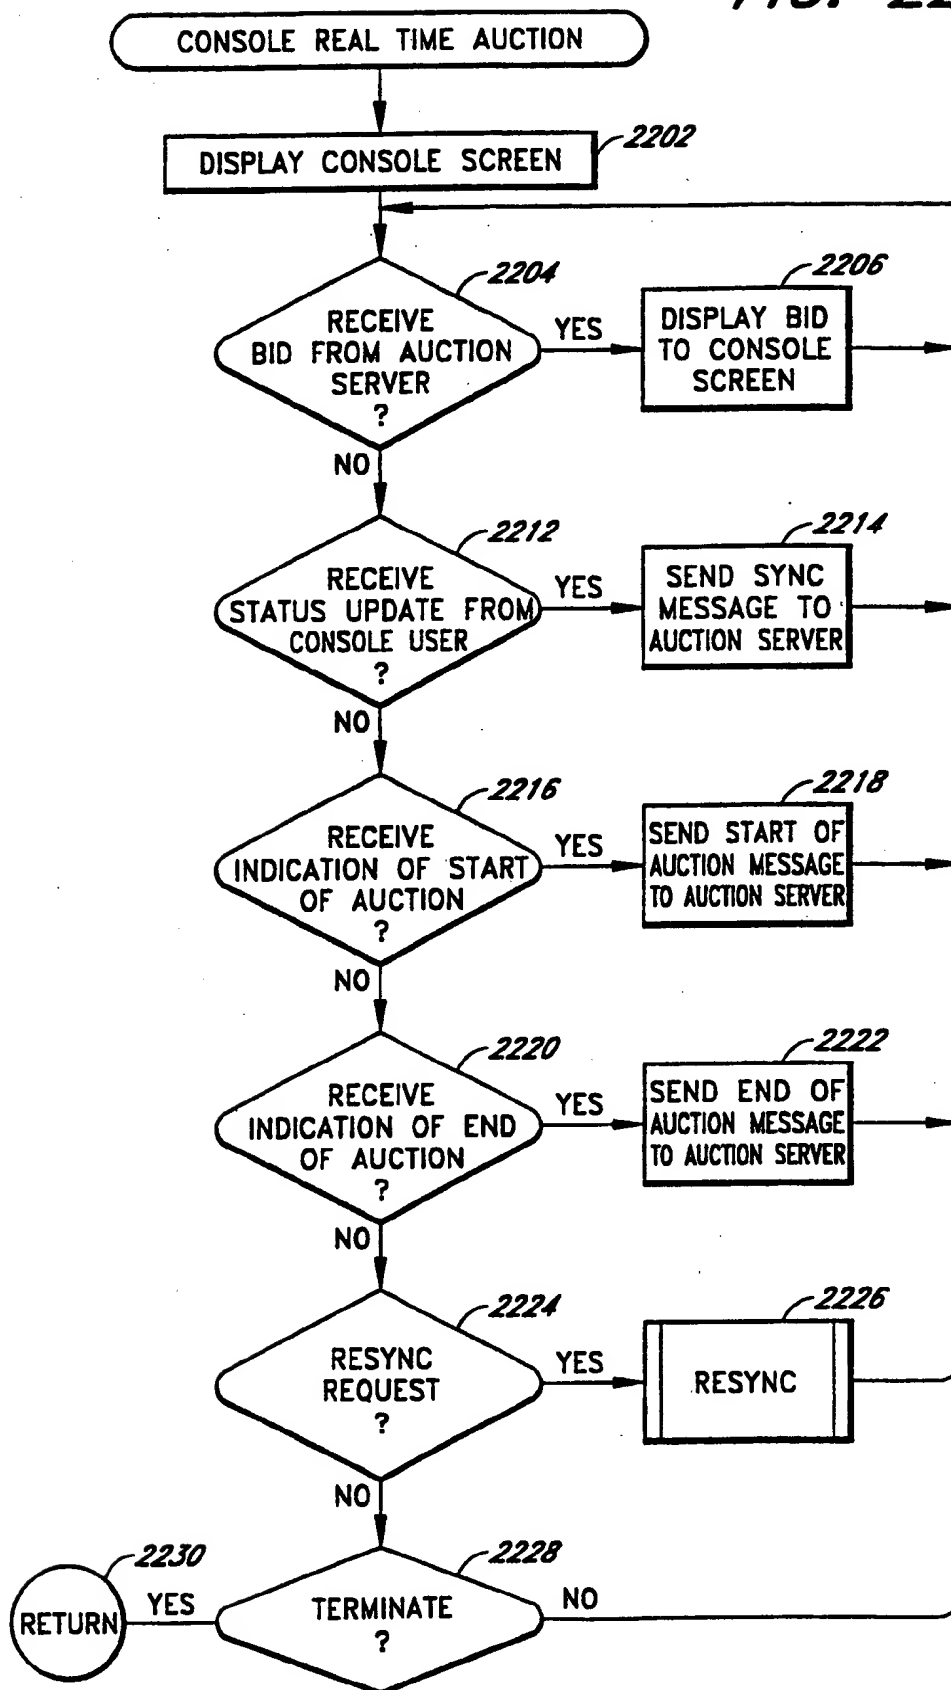 FIG. 22
CONSOLE REAL TIME AUCTION
2202
DISPLAY CONSOLE SCREEN
2204
RECEIVE
BID FROM AUCTION
SERVER
?
YES
2206
DISPLAY BID
TO CONSOLE
SCREEN
NO
2212
RECEIVE
STATUS UPDATE FROM
CONSOLE USER
?
YES
2214
SEND SYNC
MESSAGE TO
AUCTION SERVER
NO
2216
RECEIVE
INDICATION OF START
OF AUCTION
?
YES
2218
SEND START OF
AUCTION MESSAGE
TO AUCTION SERVER
NO
2220
RECEIVE
INDICATION OF END
OF AUCTION
?
YES
2222
SEND END OF
AUCTION MESSAGE
TO AUCTION SERVER
NO
2224
RESYNC
REQUEST
?
YES
2226
RESYNC
NO
2228
TERMINATE
?
NO
YES
2230
RETURN